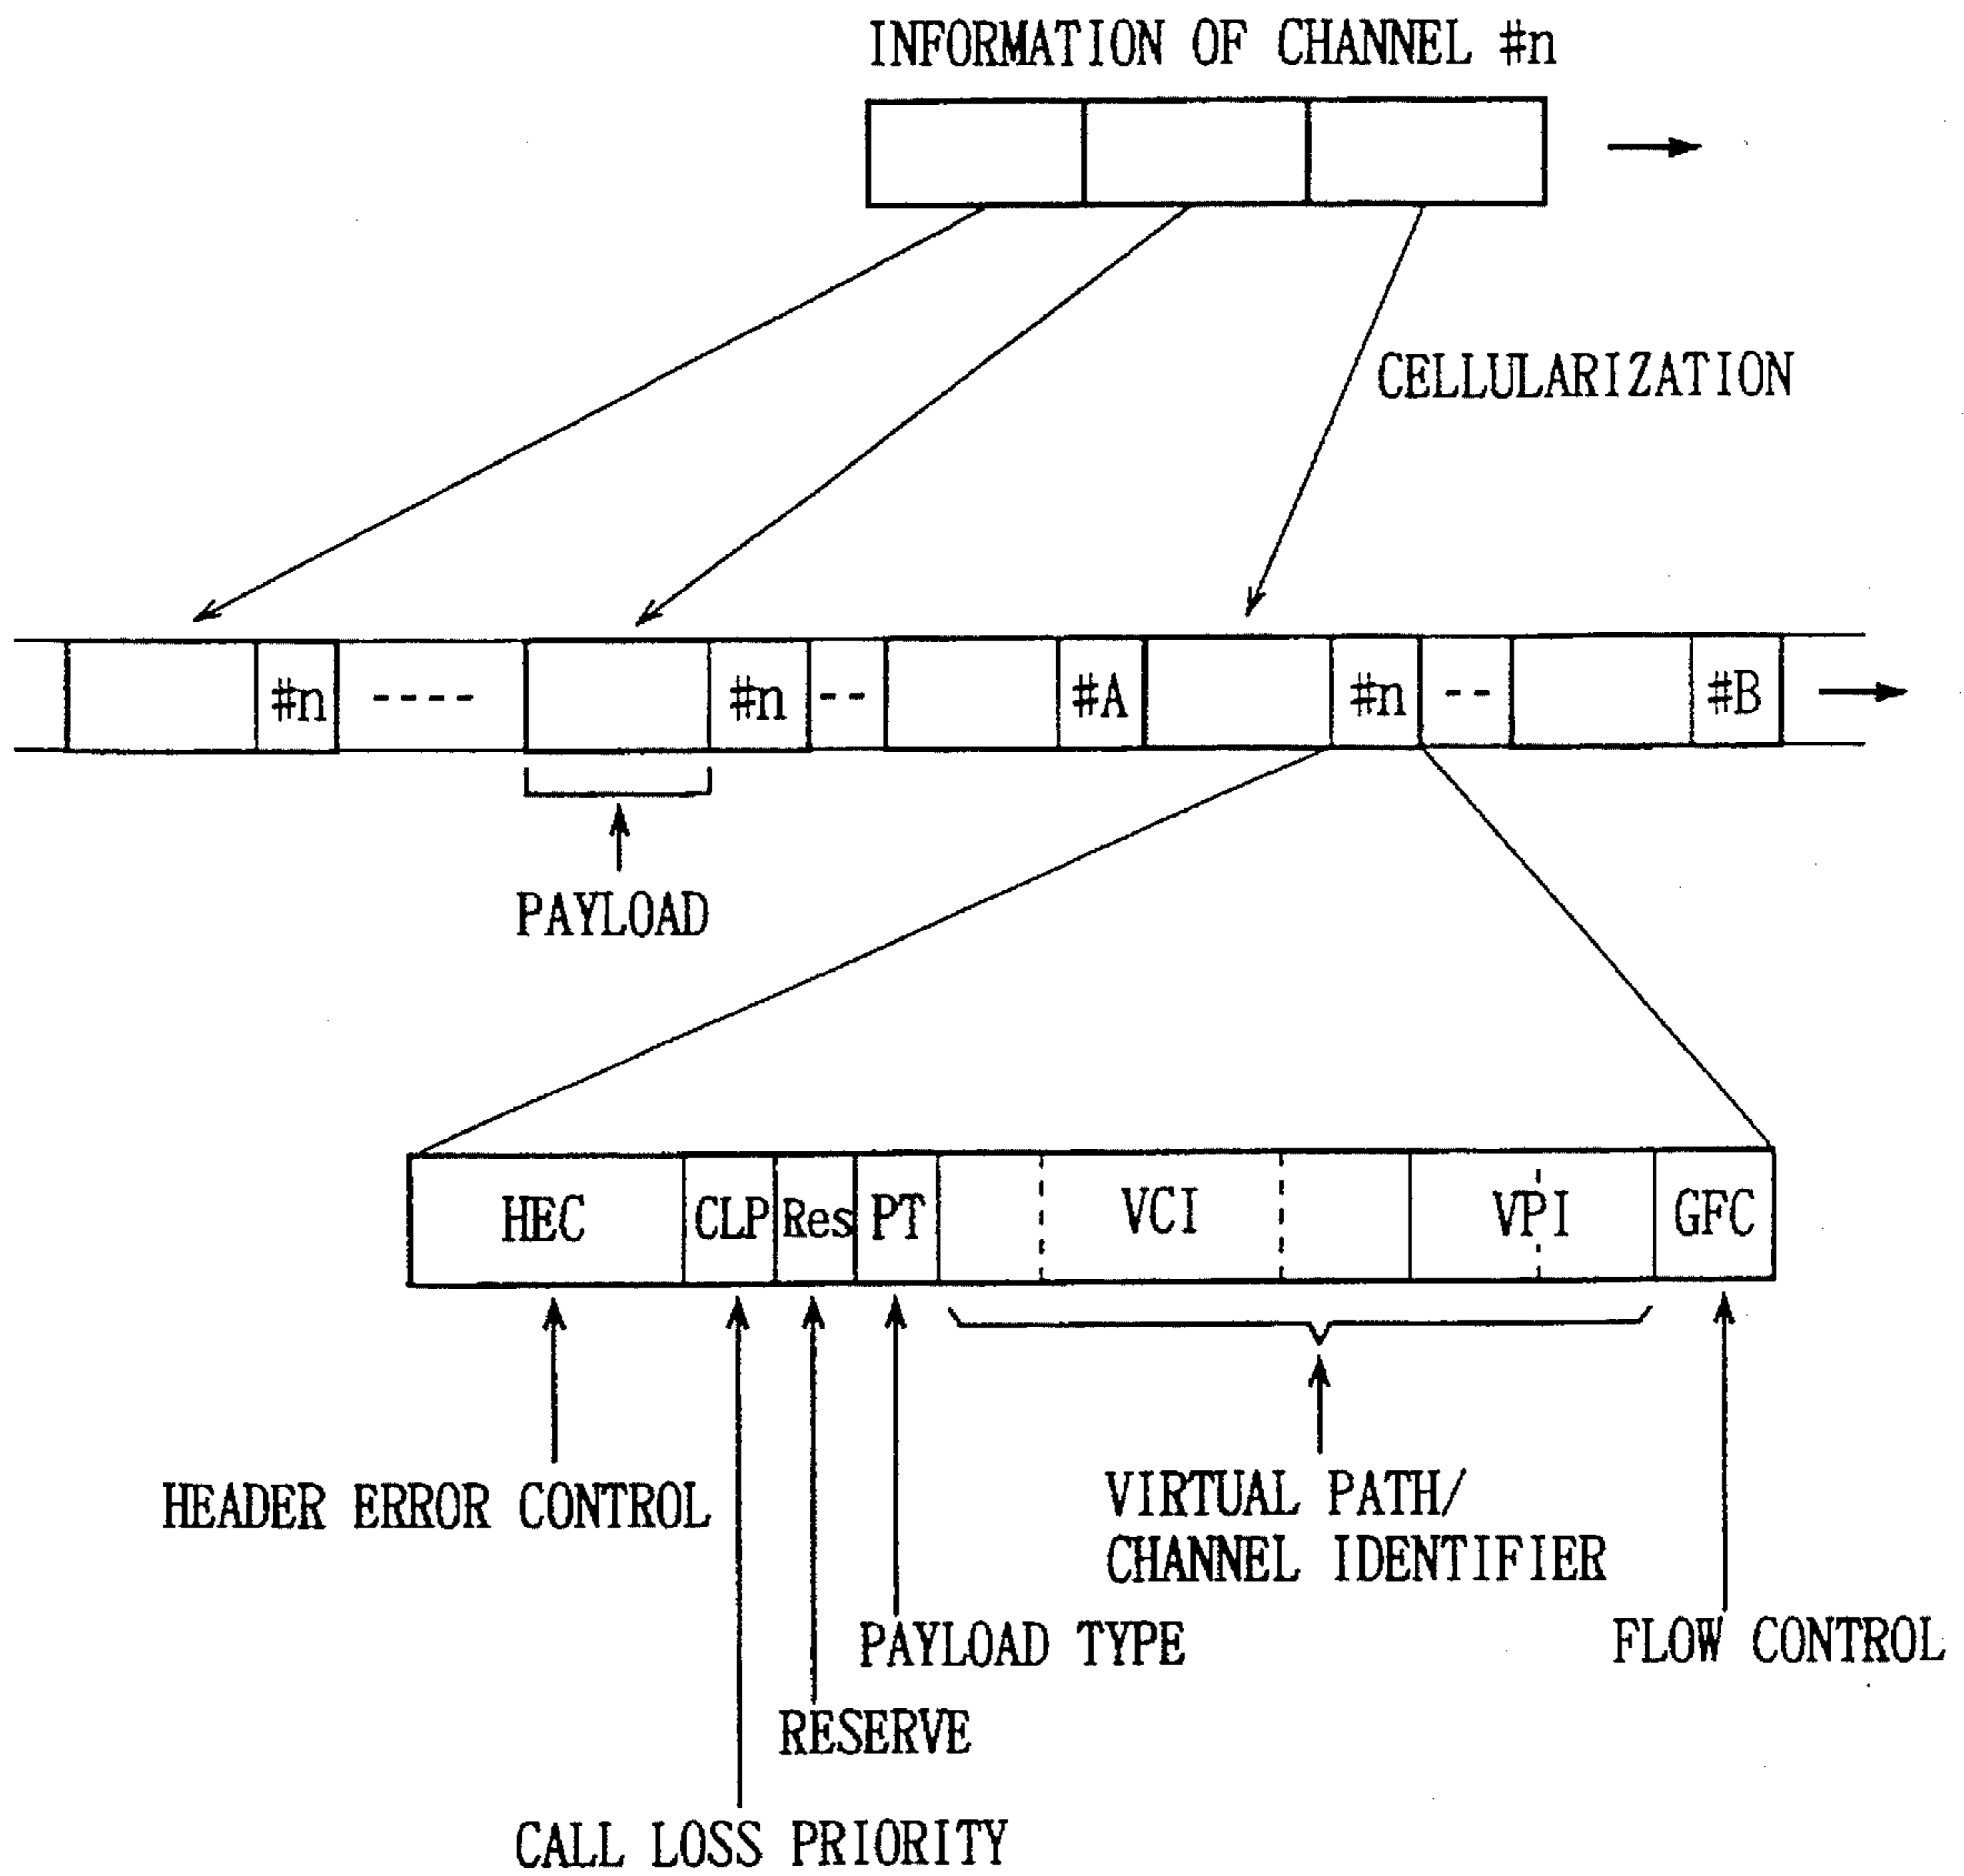 INFORMATION OF CHANNEL #n
CELLULARIZATION
#n ---- #n -- #A #n -- #B
PAYLOAD
HEC CLP Res PT VCI VPI GFC
HEADER ERROR CONTROL
VIRTUAL PATH/
CHANNEL IDENTIFIER
PAYLOAD TYPE
FLOW CONTROL
RESERVE
CALL LOSS PRIORITY